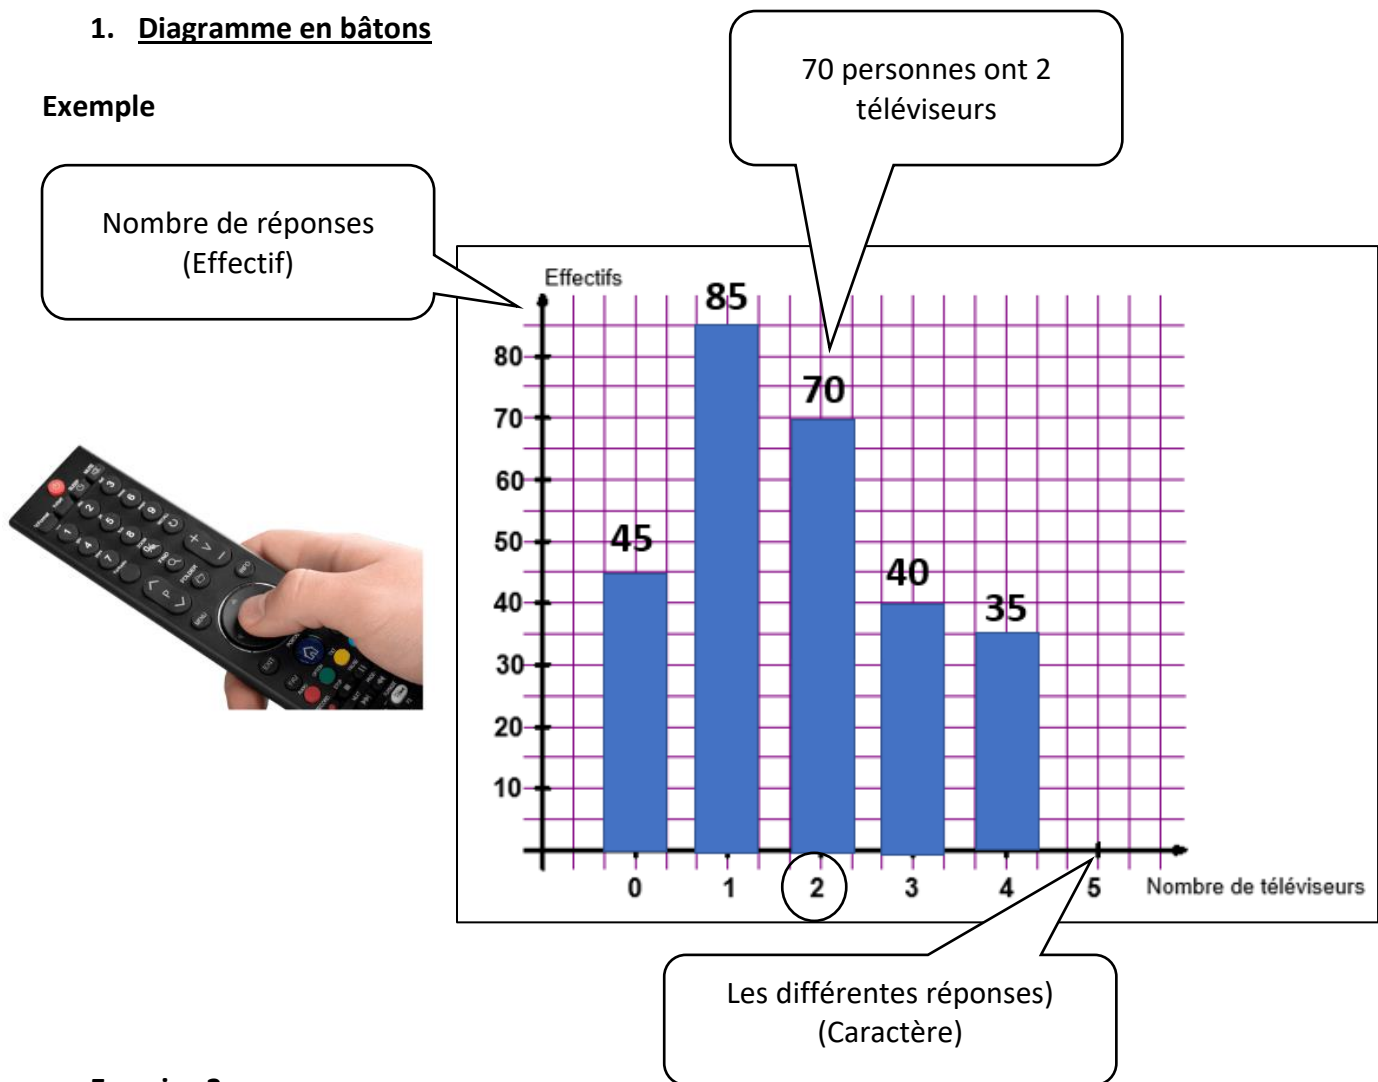 1. Diagramme en bâtons
70 personnes ont 2
téléviseurs
Exemple
Nombre de réponses
(Effectif)
Effectifs
85
80
70
70
60
50
45
40
40
35
30
20
10
0 1 2 3 4 5 Nombre de téléviseurs
Les différentes réponses)
(Caractère)